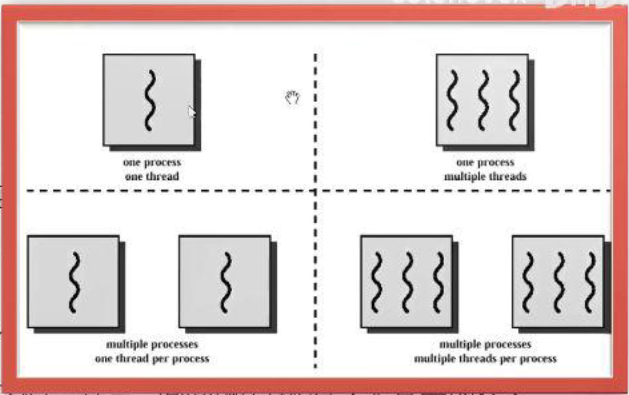 one process
one thread
one process
multiple threads
multiple processes
one thread per process
multiple processes
multiple threads per process